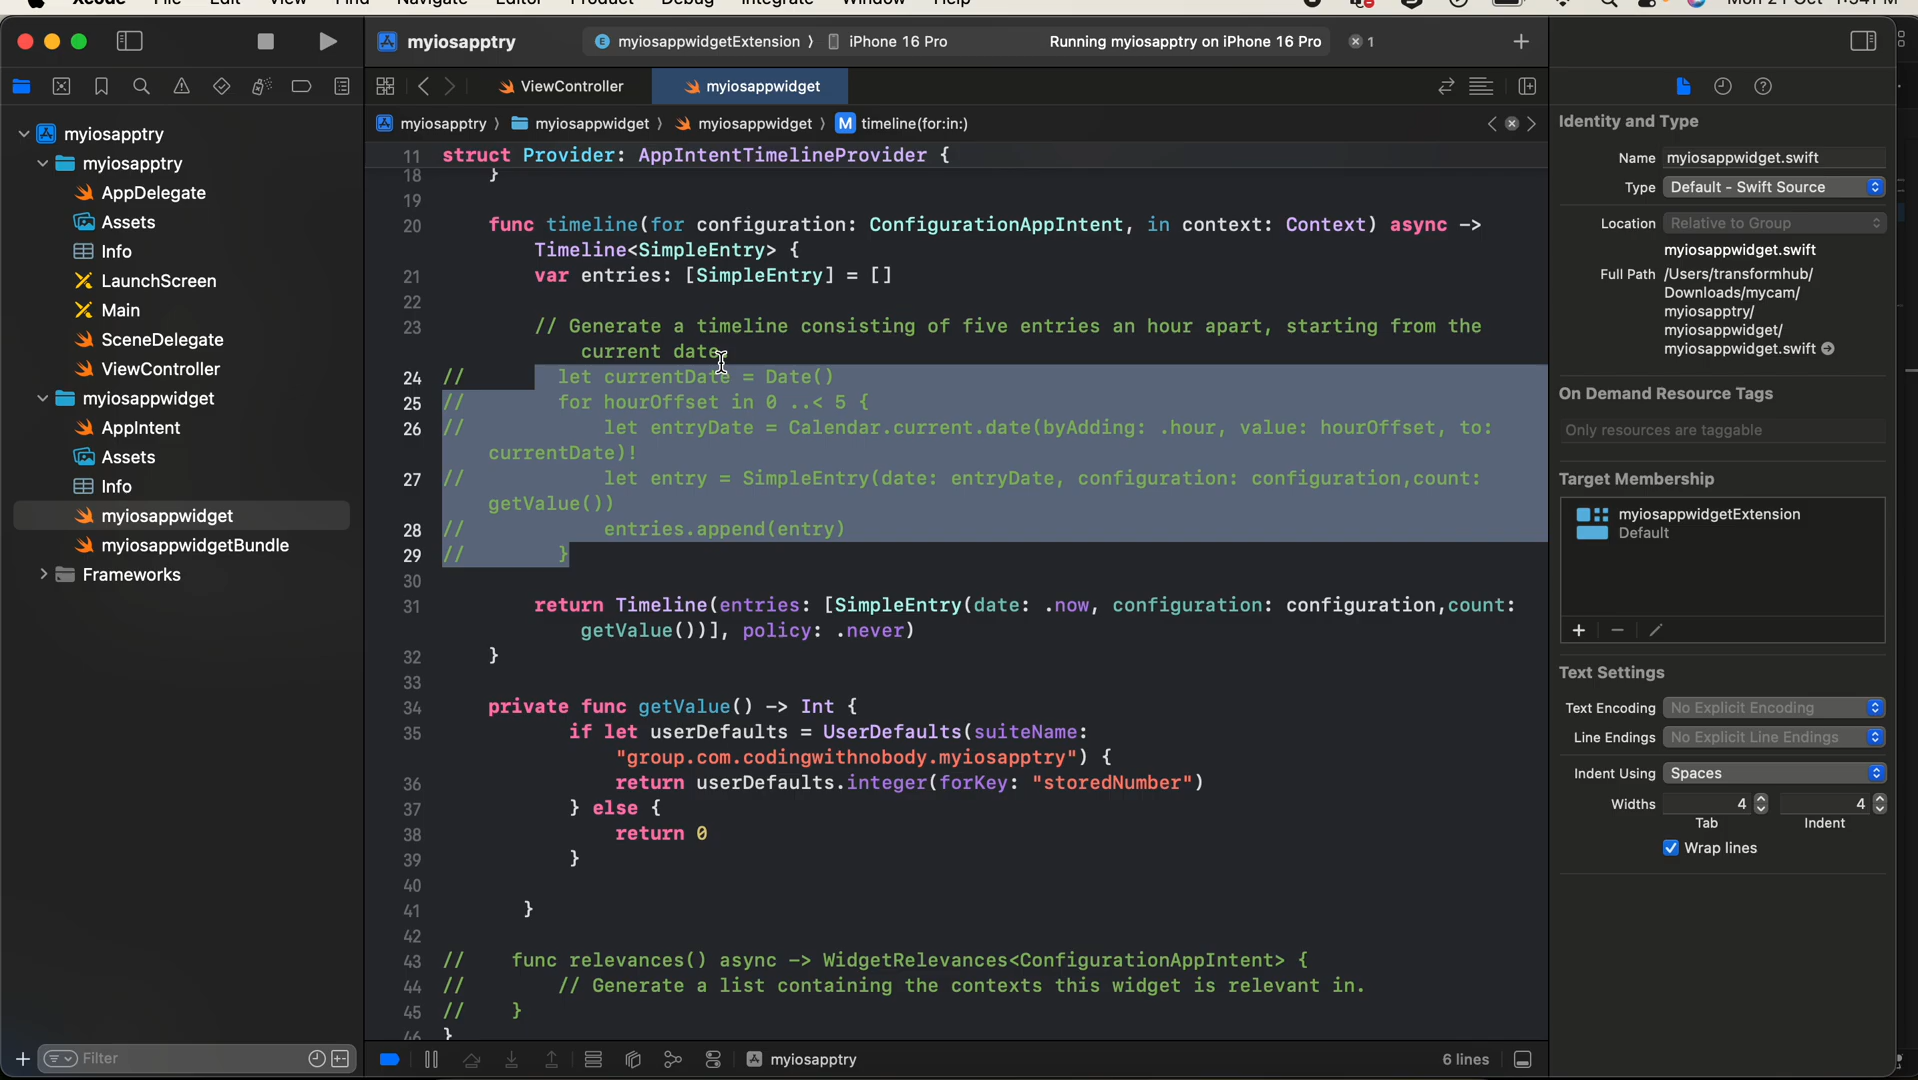 Xcode File Edit View Find Navigate Editor Product Debug Integrate Window Help Mon 21 Oct
myiosapptry
myiosappwidgetExtension 〉 iPhone 16 Pro
Running myiosapptry on iPhone 16 Pro
1
ViewController
myiosappwidget
myiosapptry 〉 myiosappwidget 〉 myiosappwidget 〉 M timeline(for:in:)
myiosapptry
myiosapptry
AppDelegate
Assets
Info
LaunchScreen
Main
SceneDelegate
ViewController
myiosappwidget
AppIntent
Assets
Info
myiosappwidget
myiosappwidgetBundle
Frameworks
Filter
11 struct Provider: AppIntentTimelineProvider {
18 }
19
20 func timeline(for configuration: ConfigurationAppIntent, in context: Context) async ->
Timeline<SimpleEntry> {
21 var entries: [SimpleEntry] = []
22
23 // Generate a timeline consisting of five entries an hour apart, starting from the
current date.
24 // let currentDate = Date()
25 // for hourOffset in 0 ..< 5 {
26 // let entryDate = Calendar.current.date(byAdding: .hour, value: hourOffset, to:
currentDate)!
27 // let entry = SimpleEntry(date: entryDate, configuration: configuration,count:
getValue())
28 // entries.append(entry)
29 // }
30
31 return Timeline(entries: [SimpleEntry(date: .now, configuration: configuration,count:
getValue())], policy: .never)
32 }
33
34 private func getValue() -> Int {
35 if let userDefaults = UserDefaults(suiteName:
"group.com.codingwithnobody.myiosapptry") {
36 return userDefaults.integer(forKey: "storedNumber")
37 } else {
38 return 0
39 }
40
41 }
42
43 // func relevances() async -> WidgetRelevances<ConfigurationAppIntent> {
44 // // Generate a list containing the contexts this widget is relevant in.
45 // }
46 }
myiosapptry
6 lines
Identity and Type
Name myiosappwidget.swift
Type Default - Swift Source
Location Relative to Group
myiosappwidget.swift
Full Path /Users/transformhub/
Downloads/mycam/
myiosapptry/
myiosappwidget/
myiosappwidget.swift
On Demand Resource Tags
Only resources are taggable
Target Membership
myiosappwidgetExtension
Default
Text Settings
Text Encoding No Explicit Encoding
Line Endings No Explicit Line Endings
Indent Using Spaces
Widths 4 4
Tab Indent
Wrap lines